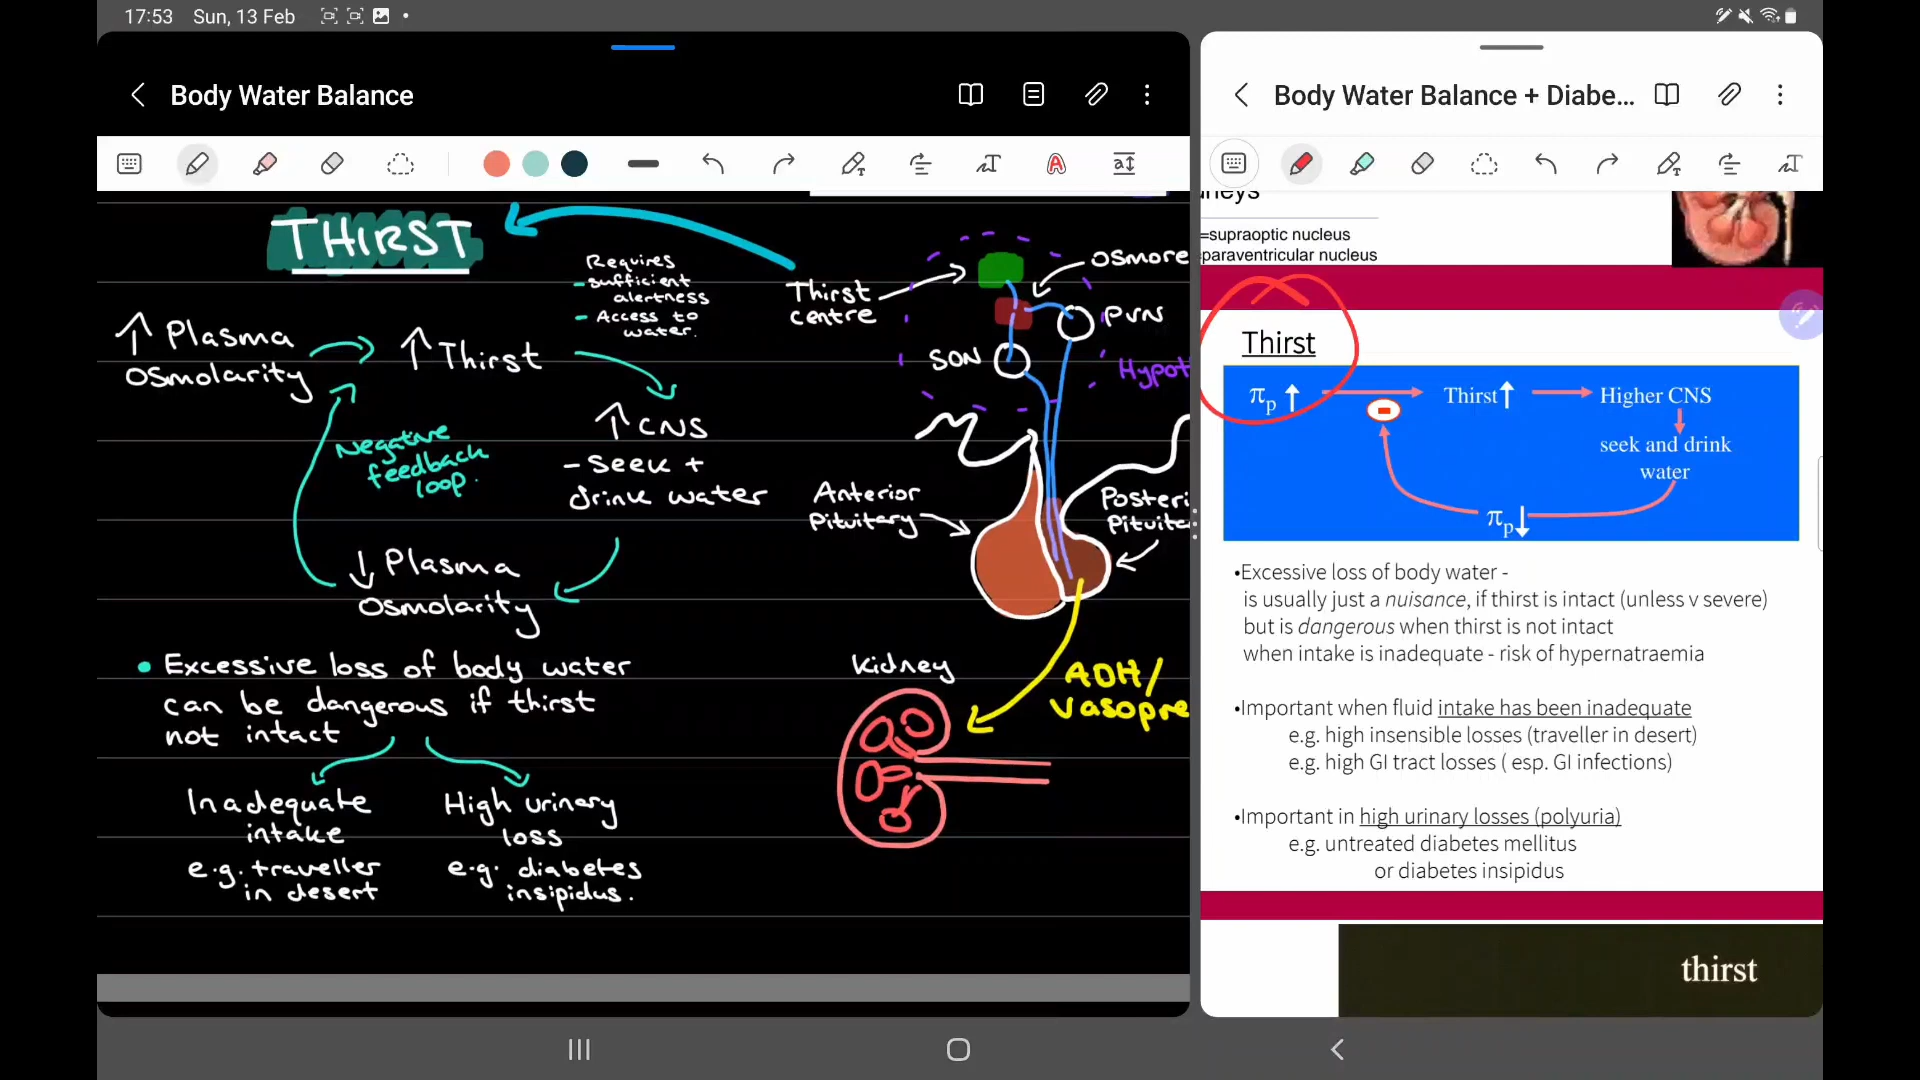 17:53 Sun, 13 Feb
Body Water Balance
THIRST
Requires
- sufficient
alertness
- Access to
water.
↑ Plasma
Osmolarity
↑ Thirst
↑ CNS
- Seek +
drink water
Negative
feedback
loop.
↓ Plasma
Osmolarity
• Excessive loss of body water
can be dangerous if thirst
not intact
Inadequate
intake
e.g. traveller
in desert
High urinary
loss
e.g. diabetes
insipidus.
Thirst
centre
Osmore
PVN
SON
Hypot
Anterior
Pituitary
Posteri
Pituita
Kidney
ADH/
Vasopre
Body Water Balance + Diabe...
=supraoptic nucleus
paraventricular nucleus
Thirst
πp ↑
Thirst ↑
Higher CNS
seek and drink
water
πp ↓
•Excessive loss of body water -
is usually just a nuisance, if thirst is intact (unless v severe)
but is dangerous when thirst is not intact
when intake is inadequate - risk of hypernatraemia
•Important when fluid intake has been inadequate
e.g. high insensible losses (traveller in desert)
e.g. high GI tract losses ( esp. GI infections)
•Important in high urinary losses (polyuria)
e.g. untreated diabetes mellitus
or diabetes insipidus
thirst